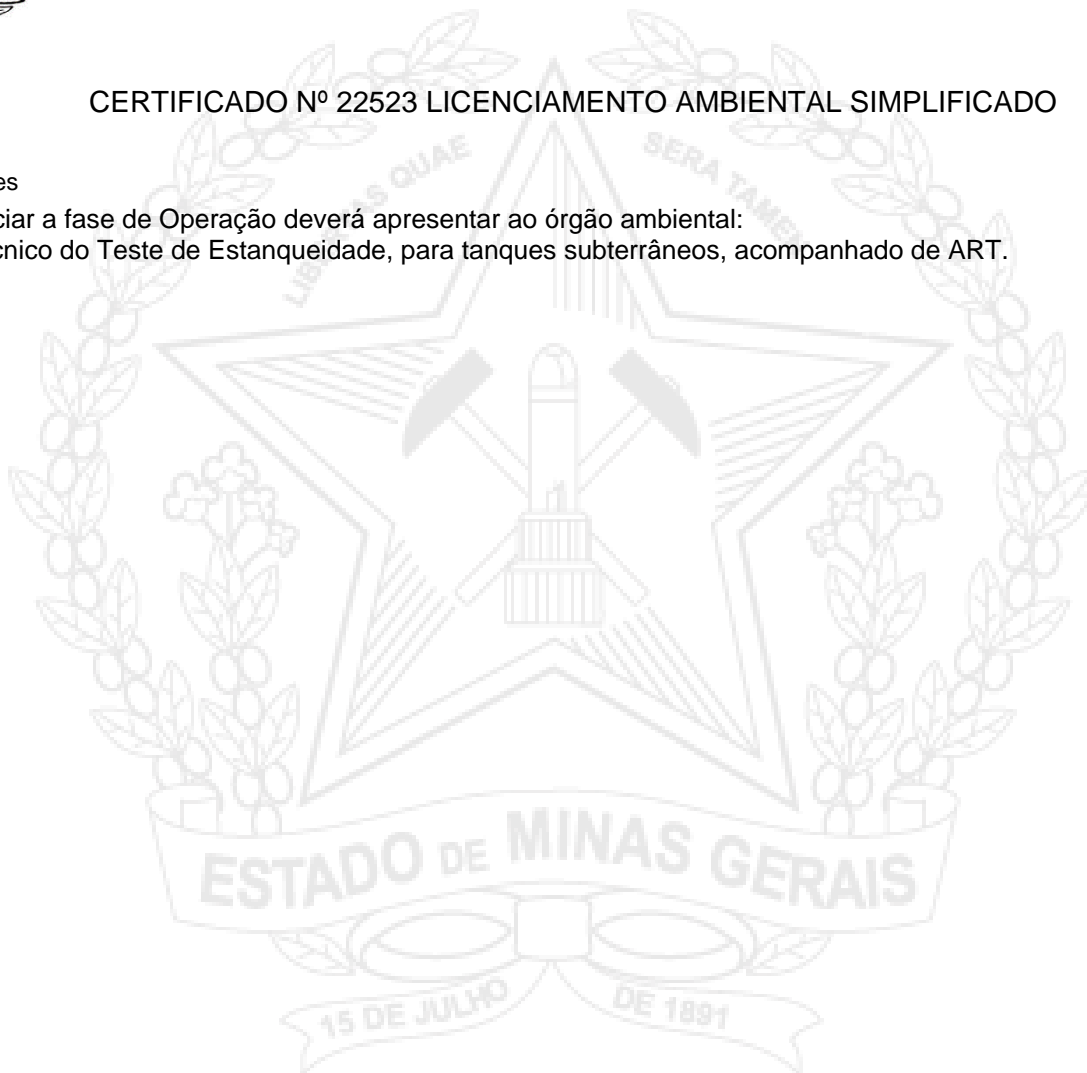 CERTIFICADO Nº 22523 LICENCIAMENTO AMBIENTAL SIMPLIFICADO
es
ciar a fase de Operação deverá apresentar ao órgão ambiental:
cnico do Teste de Estanqueidade, para tanques subterrâneos, acompanhado de ART.
LIBERTAS QUAE SERA TAMEN
ESTADO DE MINAS GERAIS
15 DE JULHO DE 1891